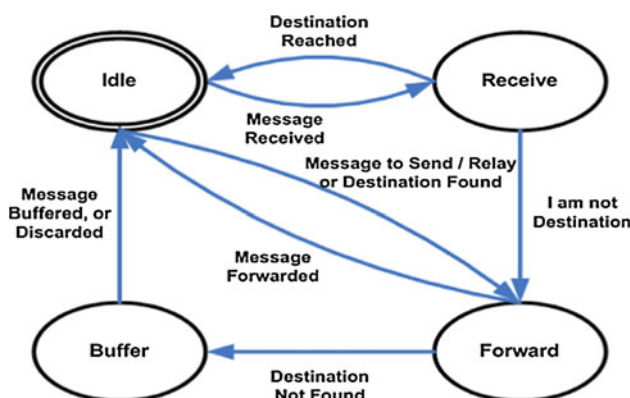 Destination
Reached
Idle
Receive
Message
Received
Message to Send / Relay
or Destination Found
Message
Buffered, or
Discarded
I am not
Destination
Message
Forwarded
Buffer
Forward
Destination
Not Found